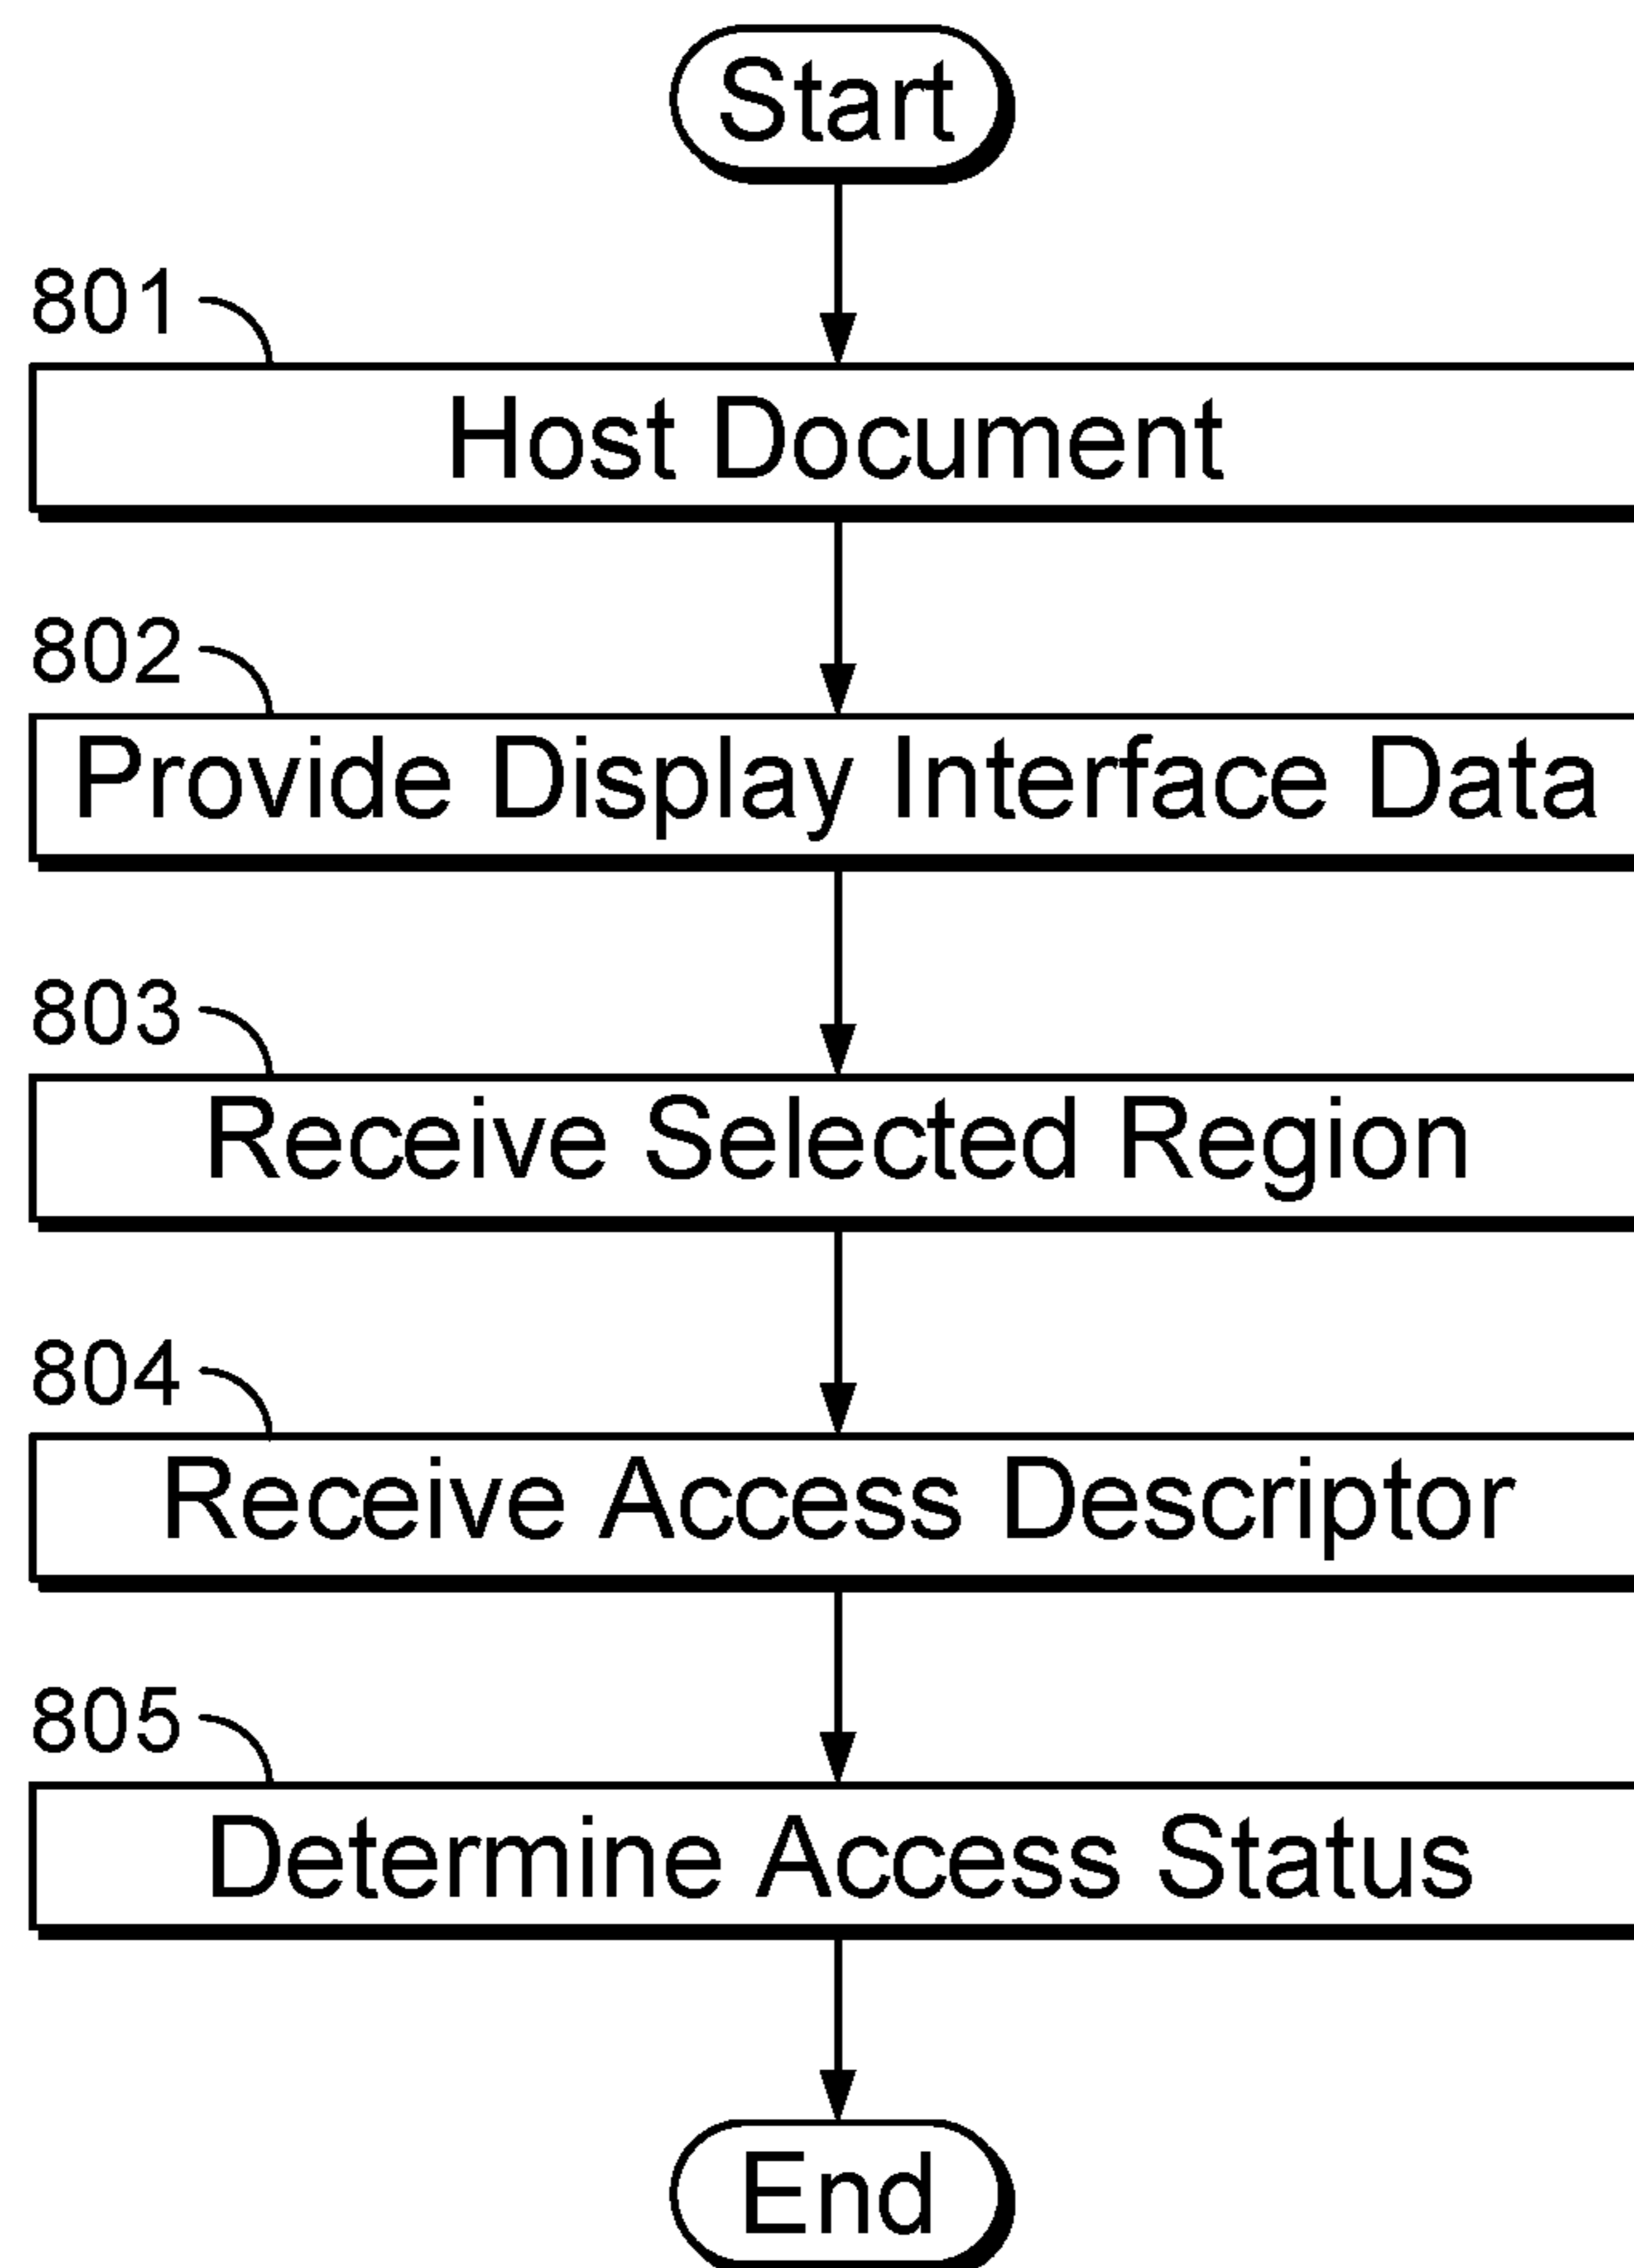 Start
801
Host Document
802
Provide Display Interface Data
803
Receive Selected Region
804
Receive Access Descriptor
805
Determine Access Status
End